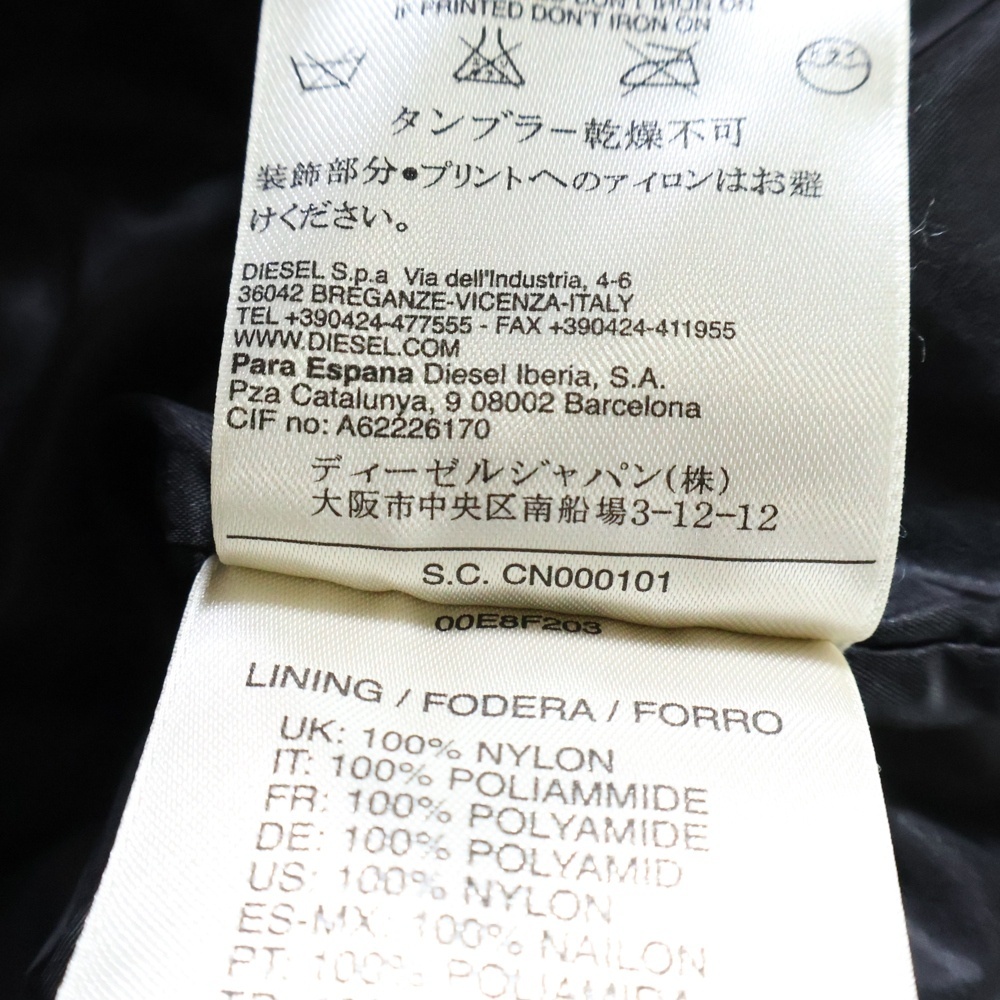 IF PRINTED DON'T IRON ON
タンブラー乾燥不可
装飾部分●プリントへのアイロンはお避
けください。
DIESEL S.p.a Via dell'Industria, 4-6
36042 BREGANZE-VICENZA-ITALY
TEL +390424-477555 - FAX +390424-411955
WWW.DIESEL.COM
Para Espana Diesel Iberia, S.A.
Pza Catalunya, 9 08002 Barcelona
CIF no: A62226170
ディーゼルジャパン(株)
大阪市中央区南船場3-12-12
S.C. CN000101
00E8F203
LINING / FODERA / FORRO
UK: 100% NYLON
IT: 100% POLIAMMIDE
FR: 100% POLYAMIDE
DE: 100% POLYAMID
US: 100% NYLON
ES-MX: 100% NAILON
PT: 100% POLIAMIDA